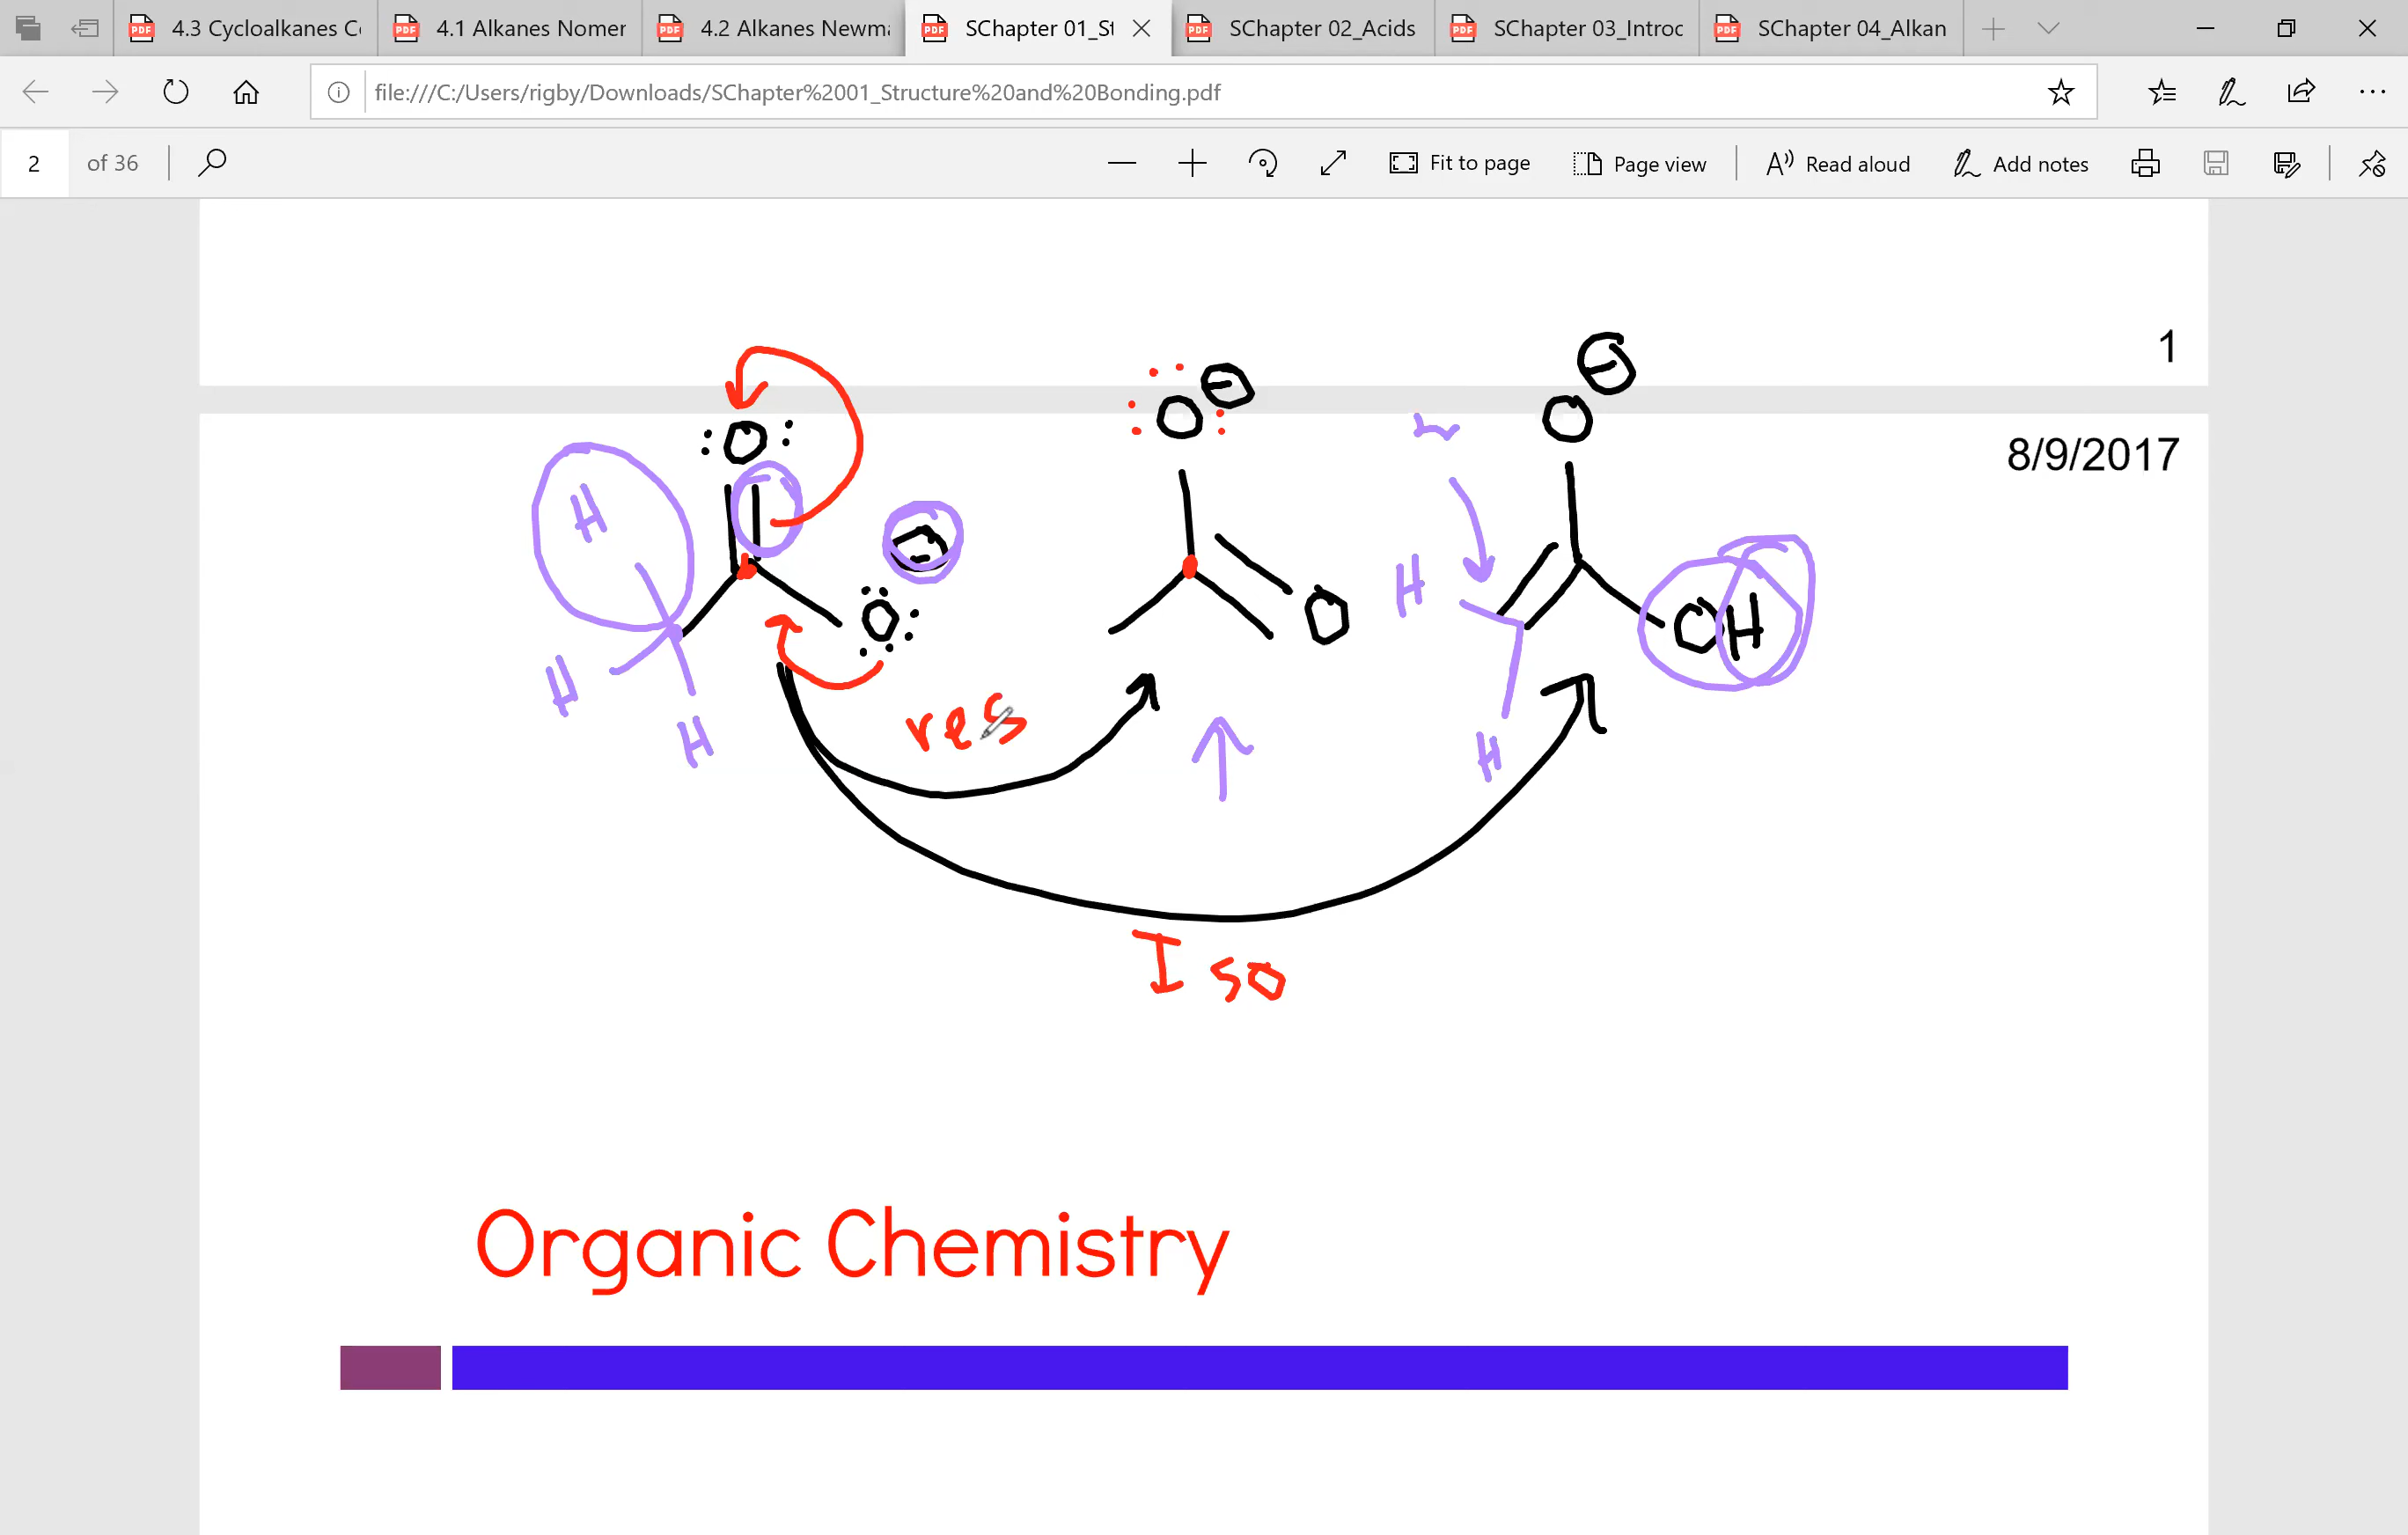 4.3 Cycloalkanes C
4.1 Alkanes Nomer
4.2 Alkanes Newma
SChapter 01_St
SChapter 02_Acids
SChapter 03_Introc
SChapter 04_Alkan
file:///C:/Users/rigby/Downloads/SChapter%2001_Structure%20and%20Bonding.pdf
2 of 36
Fit to page
Page view
Read aloud
Add notes
1
8/9/2017
O
O
O
H
H
H
O
O
H
H
OH
res
Iso
Organic Chemistry